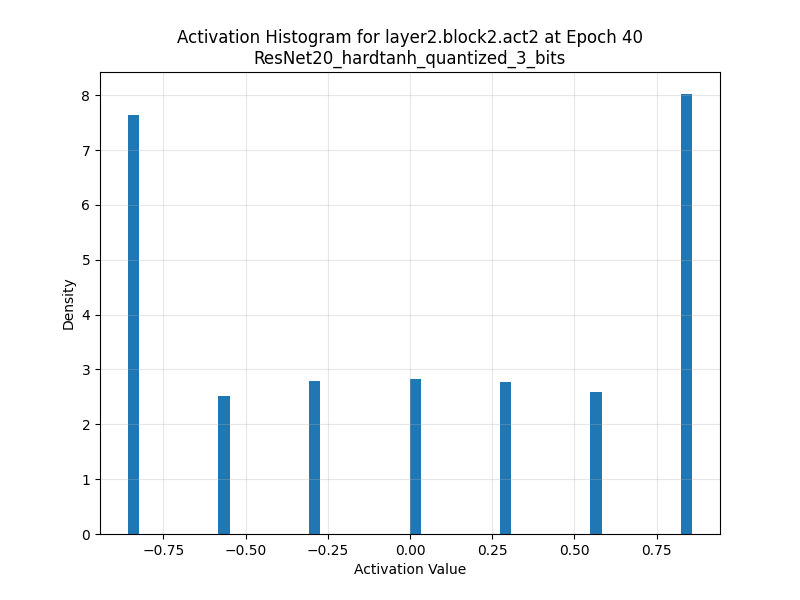 Activation Histogram for layer2.block2.act2 at Epoch 40
ResNet20_hardtanh_quantized_3_bits
8
7
6
5
4
3
2
1
0
Density
−0.75 −0.50 −0.25 0.00 0.25 0.50 0.75
Activation Value